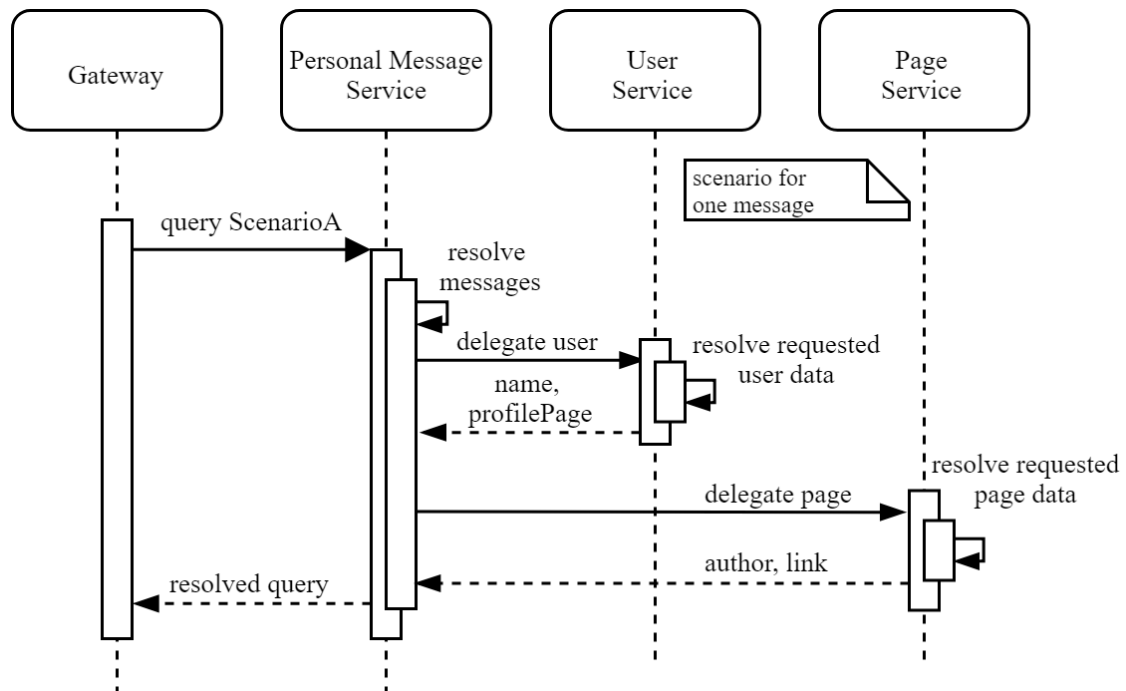 Gateway
Personal Message
Service
User
Service
Page
Service
scenario for
one message
query ScenarioA
resolve
messages
delegate user
resolve requested
user data
name,
profilePage
resolve requested
page data
delegate page
author, link
resolved query